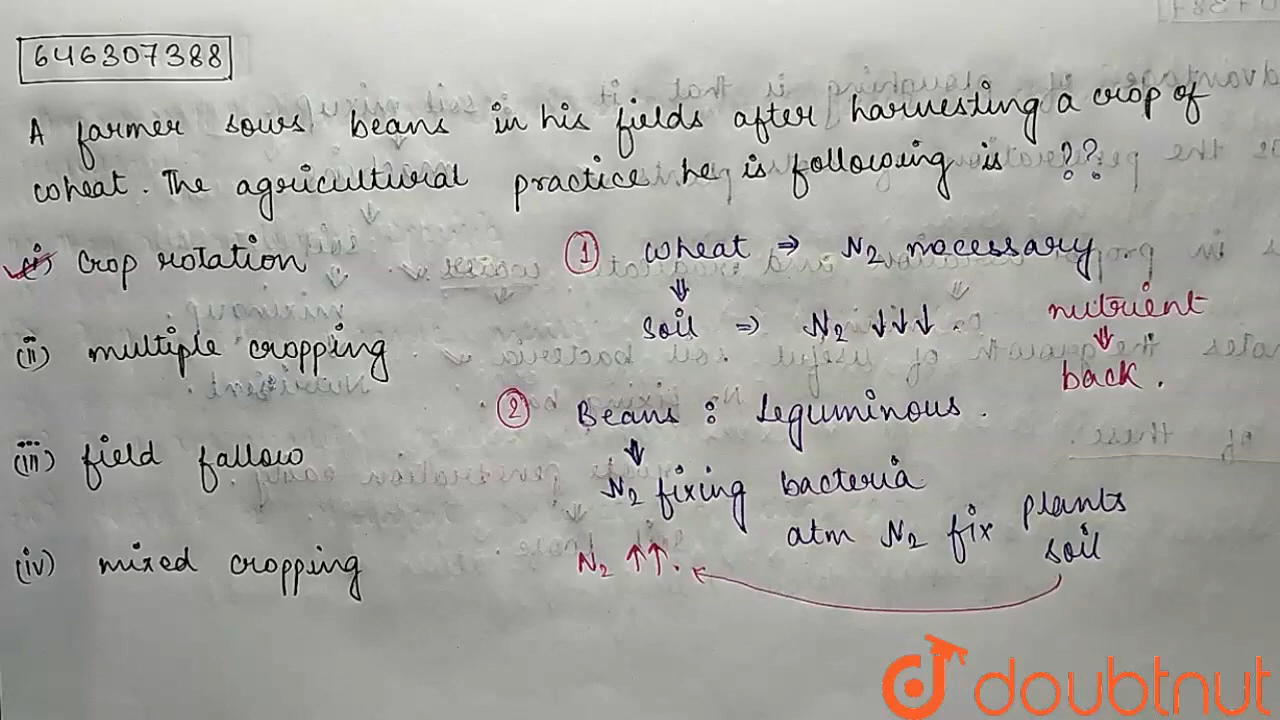 646307388
A farmer sows beans in his fields after harvesting a crop of
wheat. The agricultural practice he is following is ??
(i) crop rotation
(ii) multiple cropping
(iii) field fallow
(iv) mixed cropping
① wheat ⇒ N₂ necessary
⇓
soil ⇒ N₂ ↓↓↓
nutrient
⇓
back.
② Beans : Leguminous.
⇓
N₂ fixing bacteria
atm N₂ fix plants
soil
N₂ ↑↑.
doubtnut